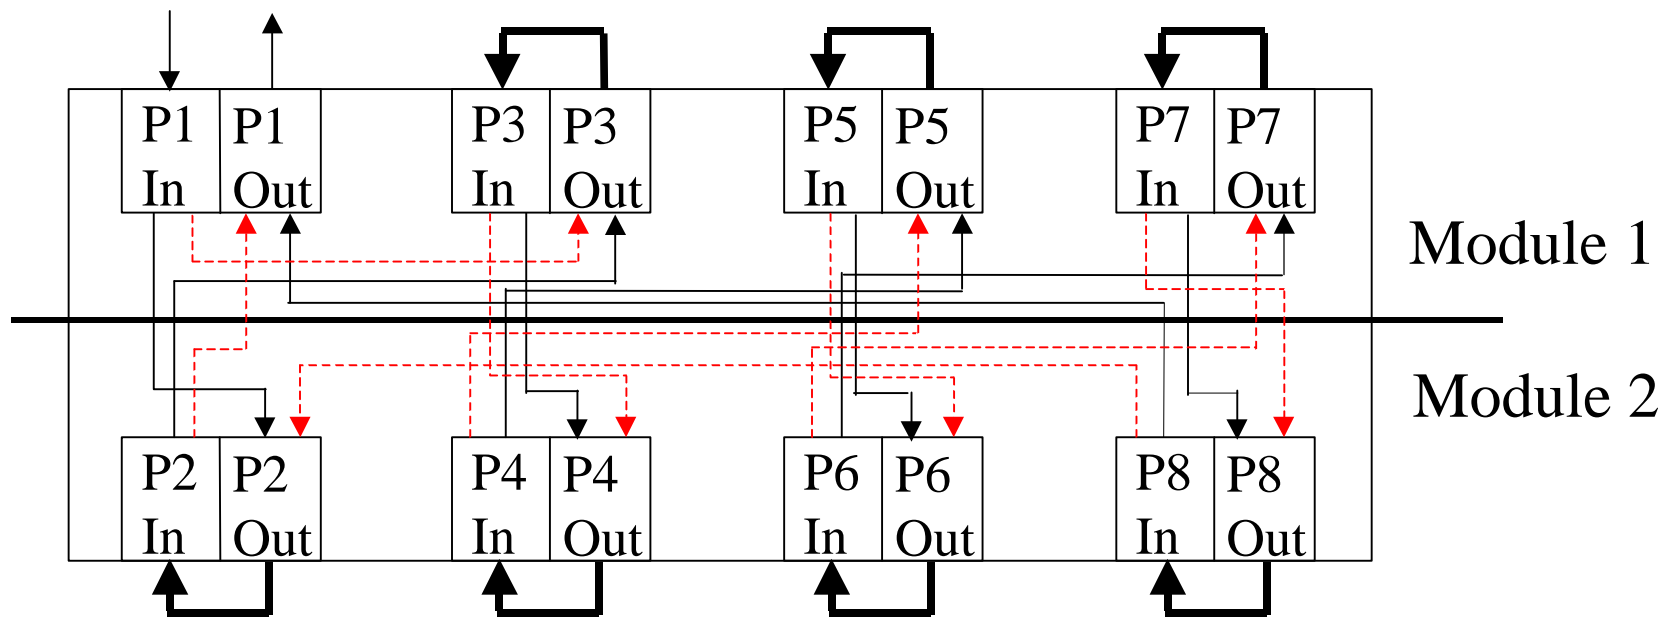 P1 P1 P3 P3 P5 P5 P7 P7
In Out In Out In Out In Out
Module 1
Module 2
P2 P2 P4 P4 P6 P6 P8 P8
In Out In Out In Out In Out